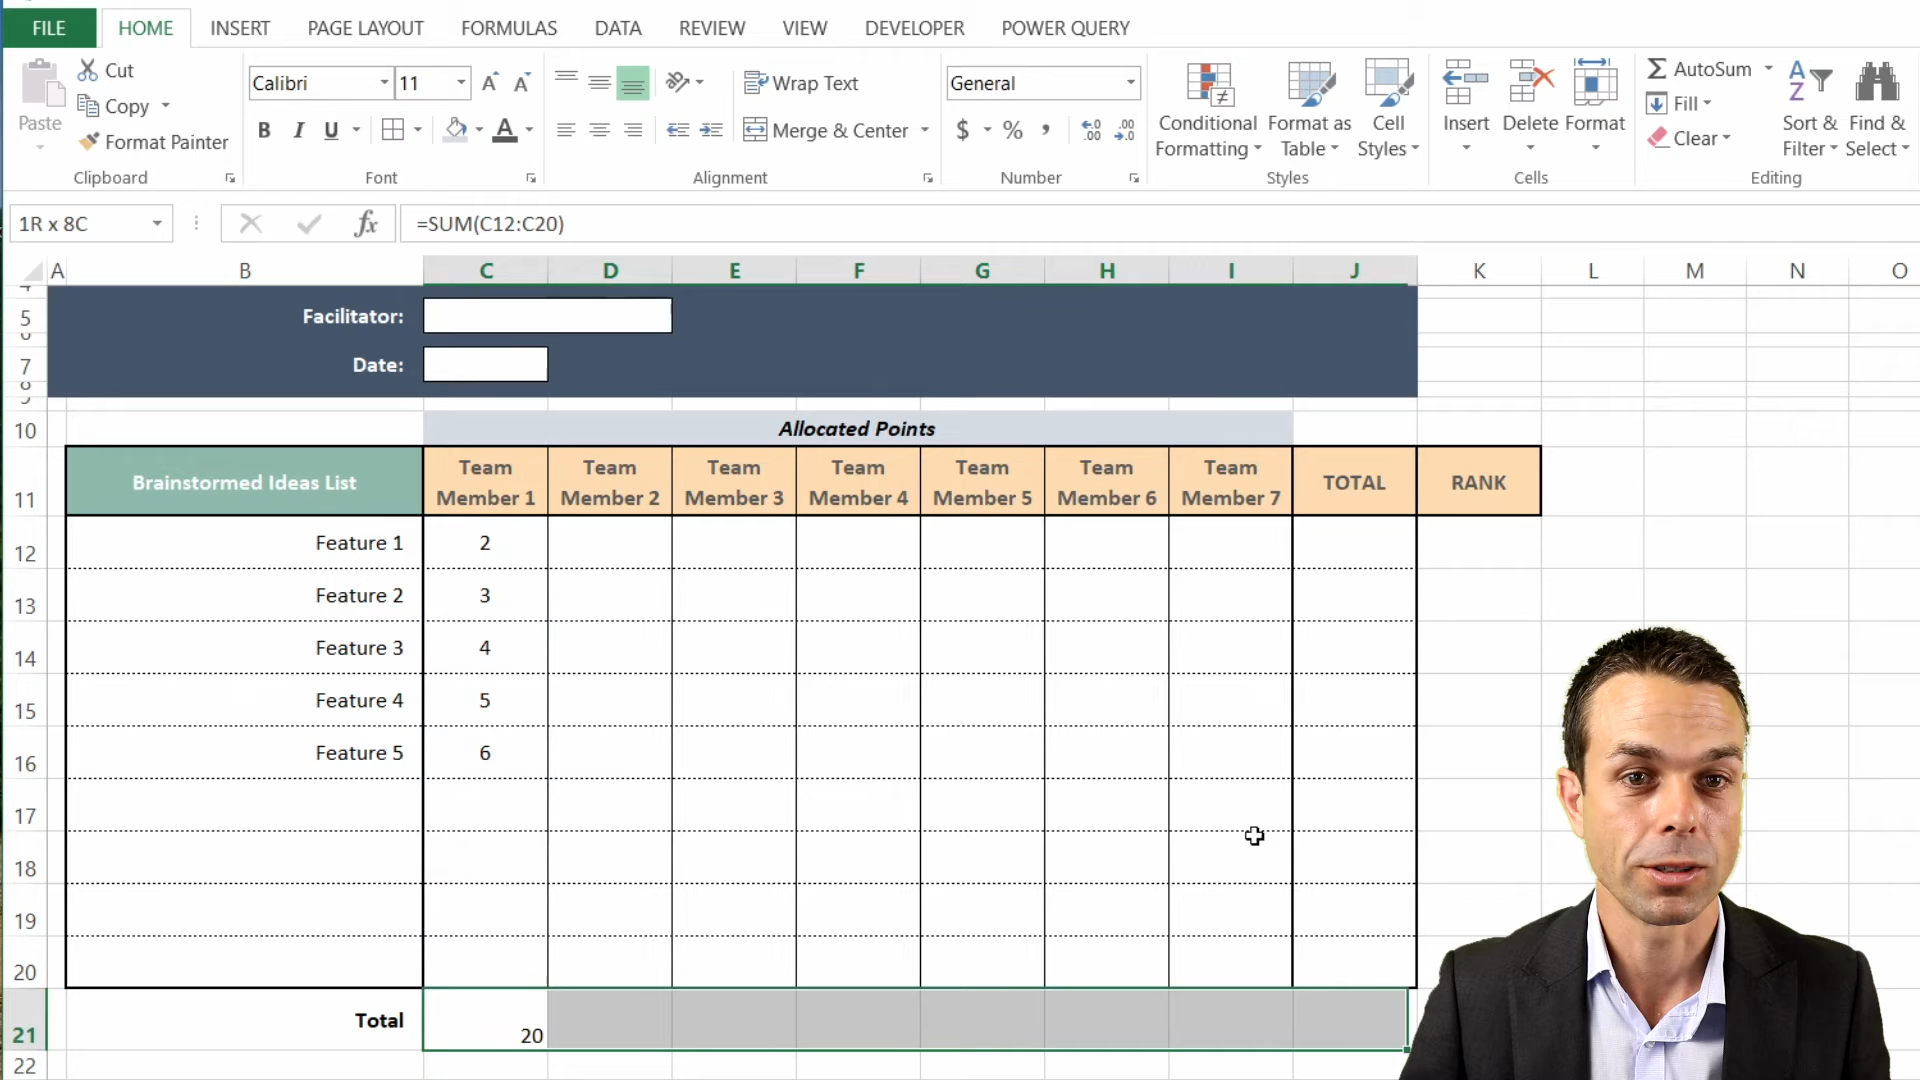 FILE HOME INSERT PAGE LAYOUT FORMULAS DATA REVIEW VIEW DEVELOPER POWER QUERY
Paste
Cut
Copy
Format Painter
Clipboard
Calibri 11
B I U
Font
Wrap Text
Merge & Center
Alignment
General
$ % ,
Number
Conditional Formatting
Format as Table
Cell Styles
Styles
Insert Delete Format
Cells
AutoSum
Fill
Clear
Sort & Filter
Find & Select
Editing
1R x 8C fx =SUM(C12:C20)
A B C D E F G H I J K L M N O
5 Facilitator:
7 Date:
10 Allocated Points
11 Brainstormed Ideas List Team Member 1 Team Member 2 Team Member 3 Team Member 4 Team Member 5 Team Member 6 Team Member 7 TOTAL RANK
12 Feature 1 2
13 Feature 2 3
14 Feature 3 4
15 Feature 4 5
16 Feature 5 6
17
18
19
20
21 Total 20
22